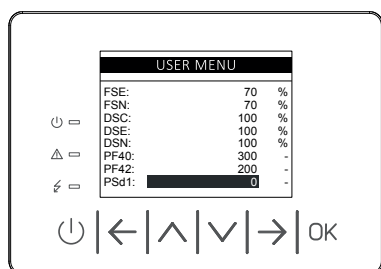 USER MENU
FSE: 70 %
FSN: 70 %
DSC: 100 %
DSE: 100 %
DSN: 100 %
PF40: 300 -
PF42: 200 -
PSd1: 0 -
OK